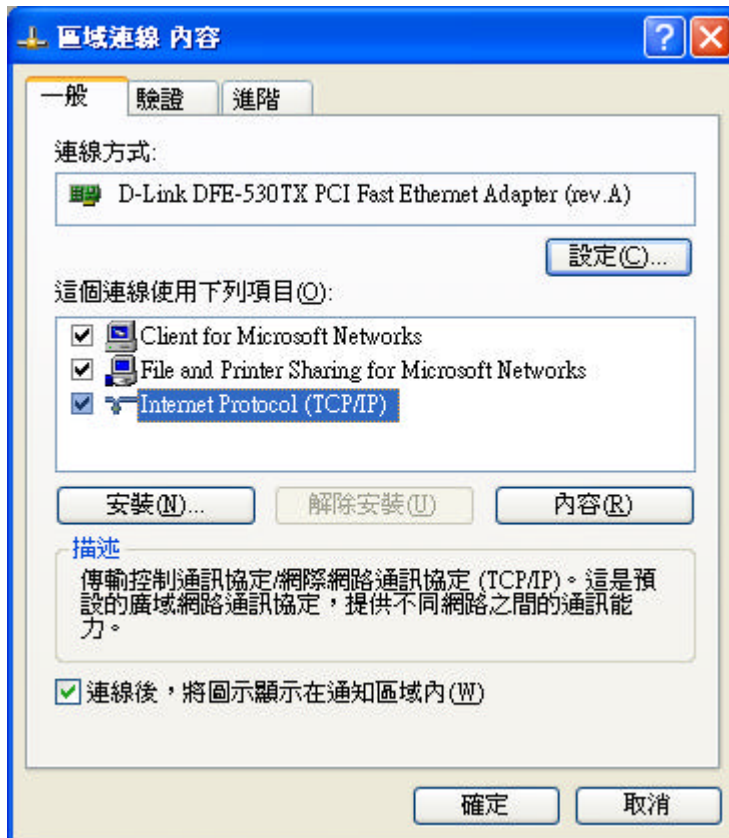 區域連線 內容
一般 驗證 進階
連線方式:
D-Link DFE-530TX PCI Fast Ethernet Adapter (rev.A)
設定(C)...
這個連線使用下列項目(O):
Client for Microsoft Networks
File and Printer Sharing for Microsoft Networks
Internet Protocol (TCP/IP)
安裝(N)... 解除安裝(U) 內容(R)
描述
傳輸控制通訊協定/網際網路通訊協定 (TCP/IP)。這是預
設的廣域網路通訊協定，提供不同網路之間的通訊能
力。
連線後，將圖示顯示在通知區域內(W)
確定 取消